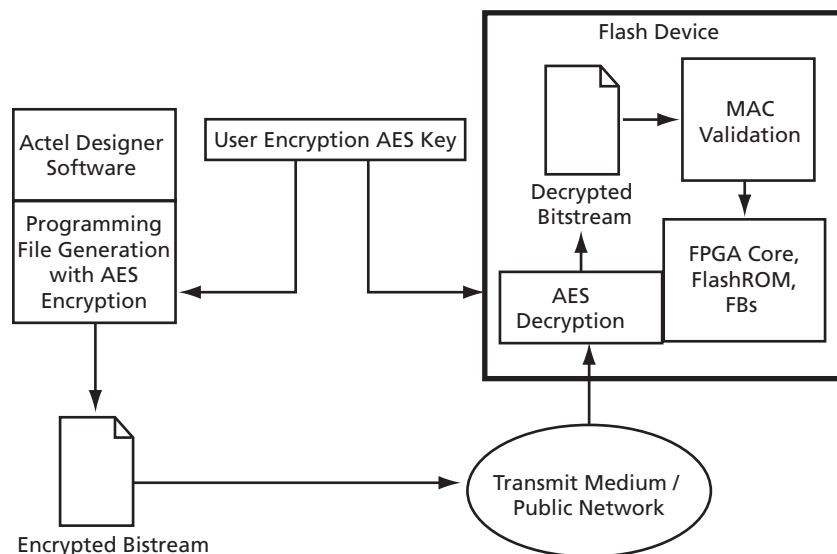 Flash Device
Actel Designer
Software
Programming
File Generation
with AES
Encryption
User Encryption AES Key
Decrypted
Bitstream
MAC
Validation
FPGA Core,
FlashROM,
FBs
AES
Decryption
Encrypted Bistream
Transmit Medium /
Public Network